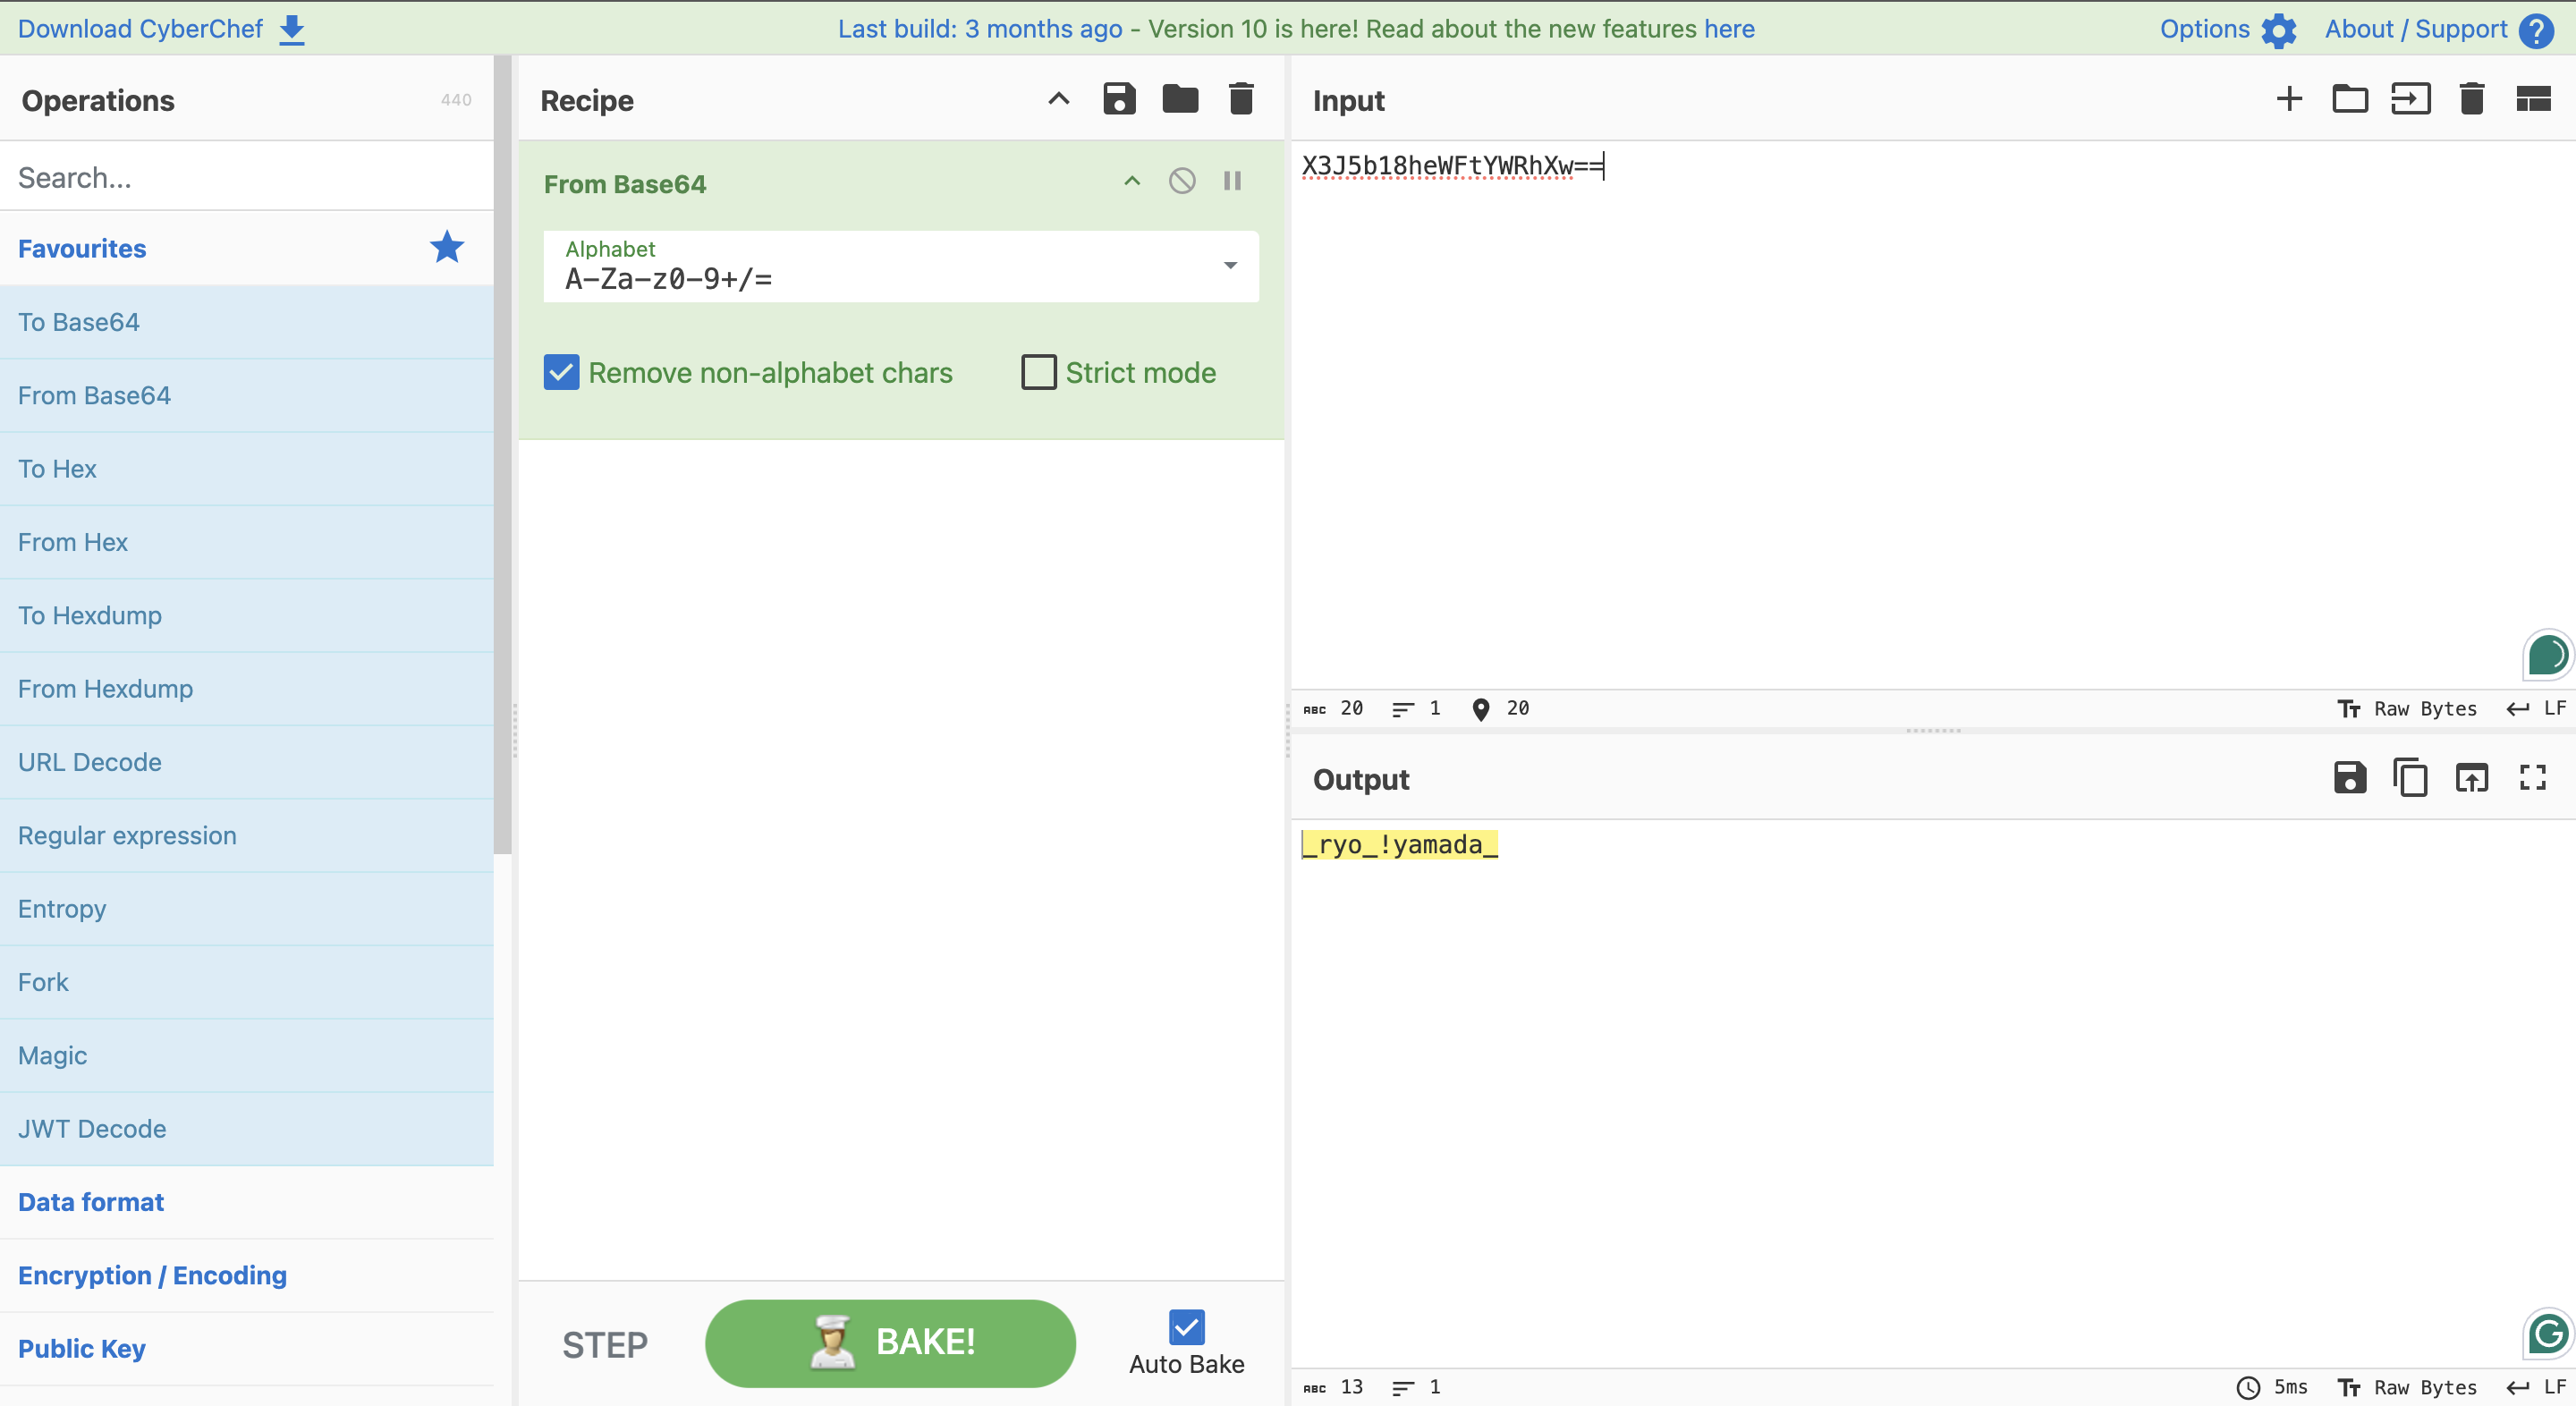 Download CyberChef
Last build: 3 months ago - Version 10 is here! Read about the new features here
Options
About / Support
Operations
440
Search...
Favourites
To Base64
From Base64
To Hex
From Hex
To Hexdump
From Hexdump
URL Decode
Regular expression
Entropy
Fork
Magic
JWT Decode
Data format
Encryption / Encoding
Public Key
Recipe
From Base64
Alphabet
A-Za-z0-9+/=
Remove non-alphabet chars
Strict mode
STEP
BAKE!
Auto Bake
Input
X3J5b18heWFtYWRhXw==
ABC 20 1 20
Raw Bytes LF
Output
_ryo_!yamada_
ABC 13 1
5ms Raw Bytes LF